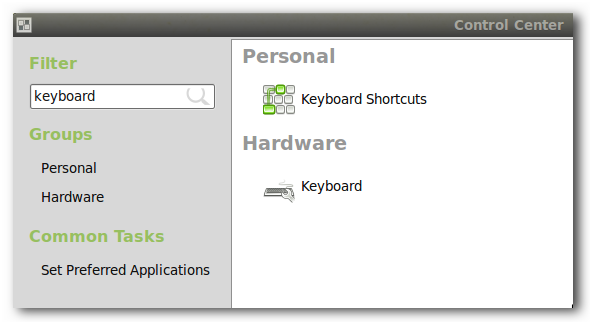 Control Center
Filter
keyboard
Groups
Personal
Hardware
Common Tasks
Set Preferred Applications
Personal
Keyboard Shortcuts
Hardware
Keyboard